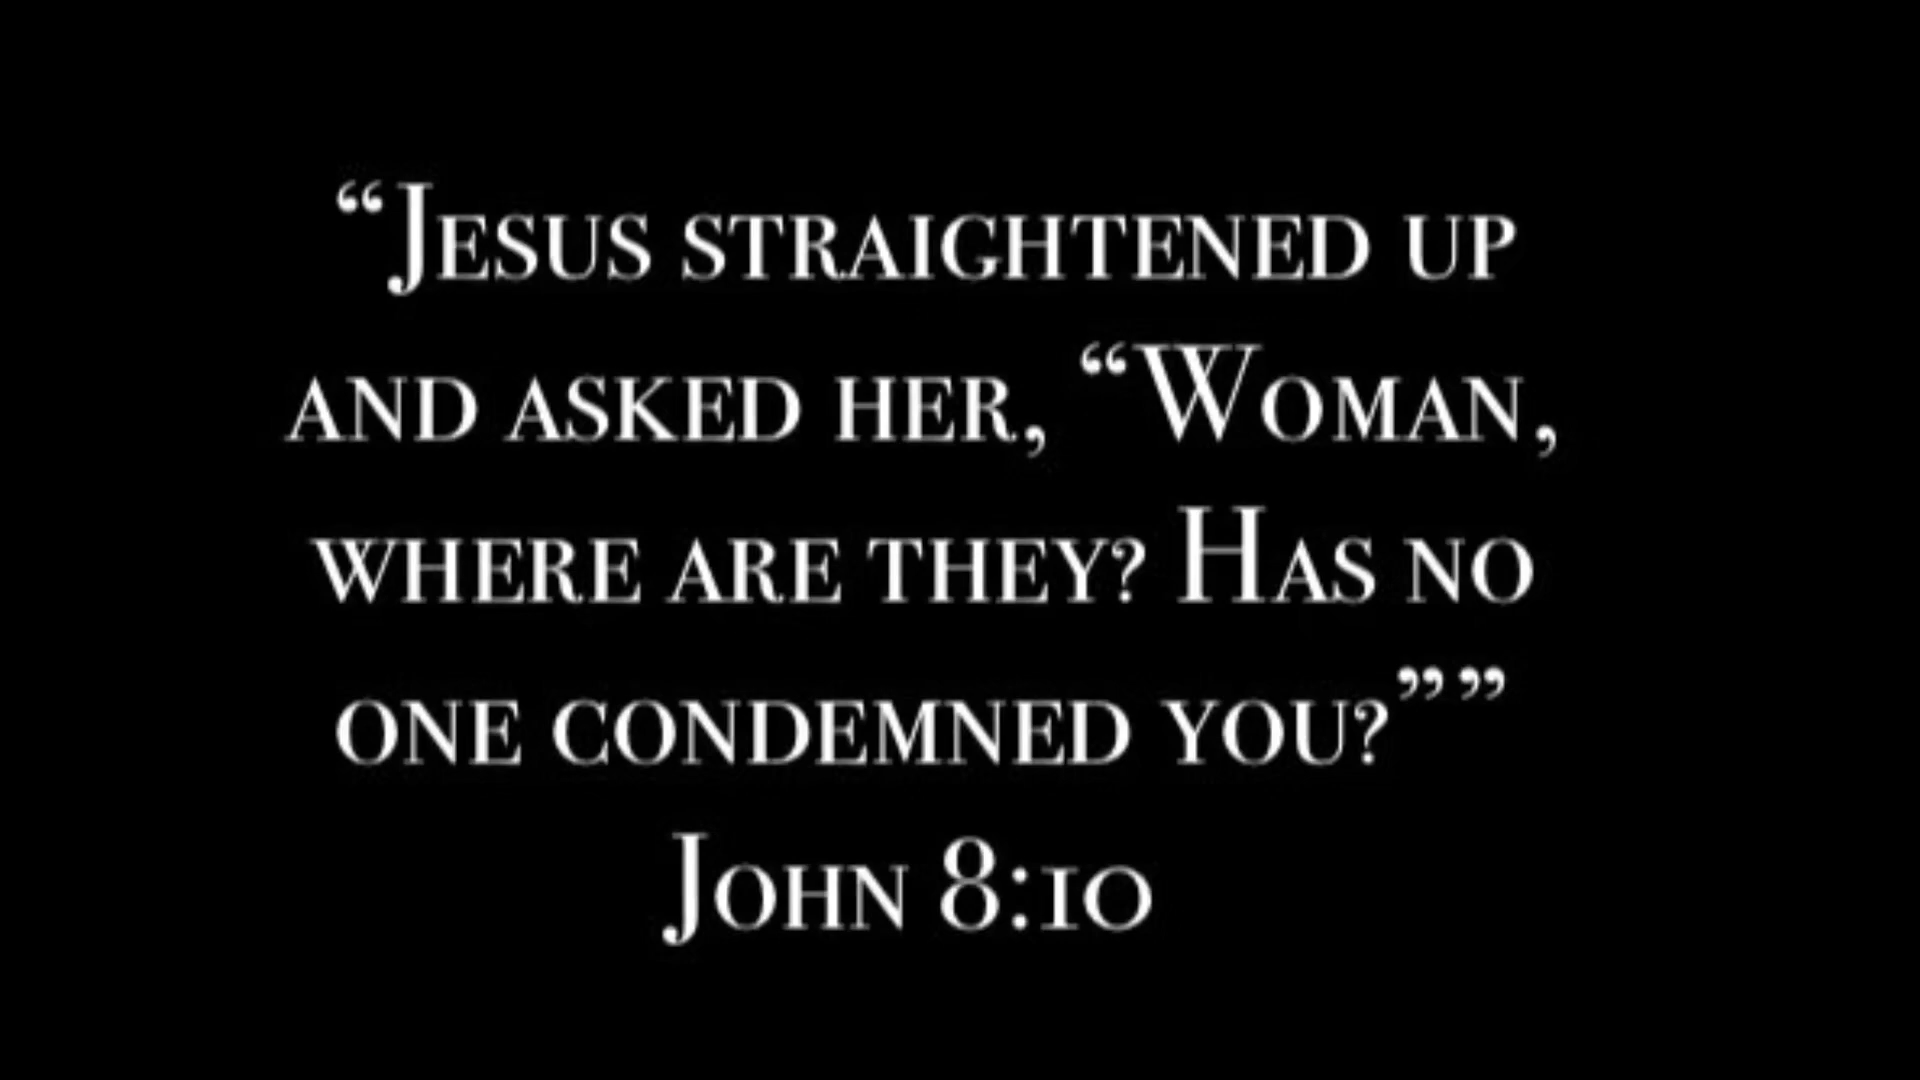 “Jesus straightened up
and asked her, “Woman,
where are they? Has no
one condemned you?””
John 8:10